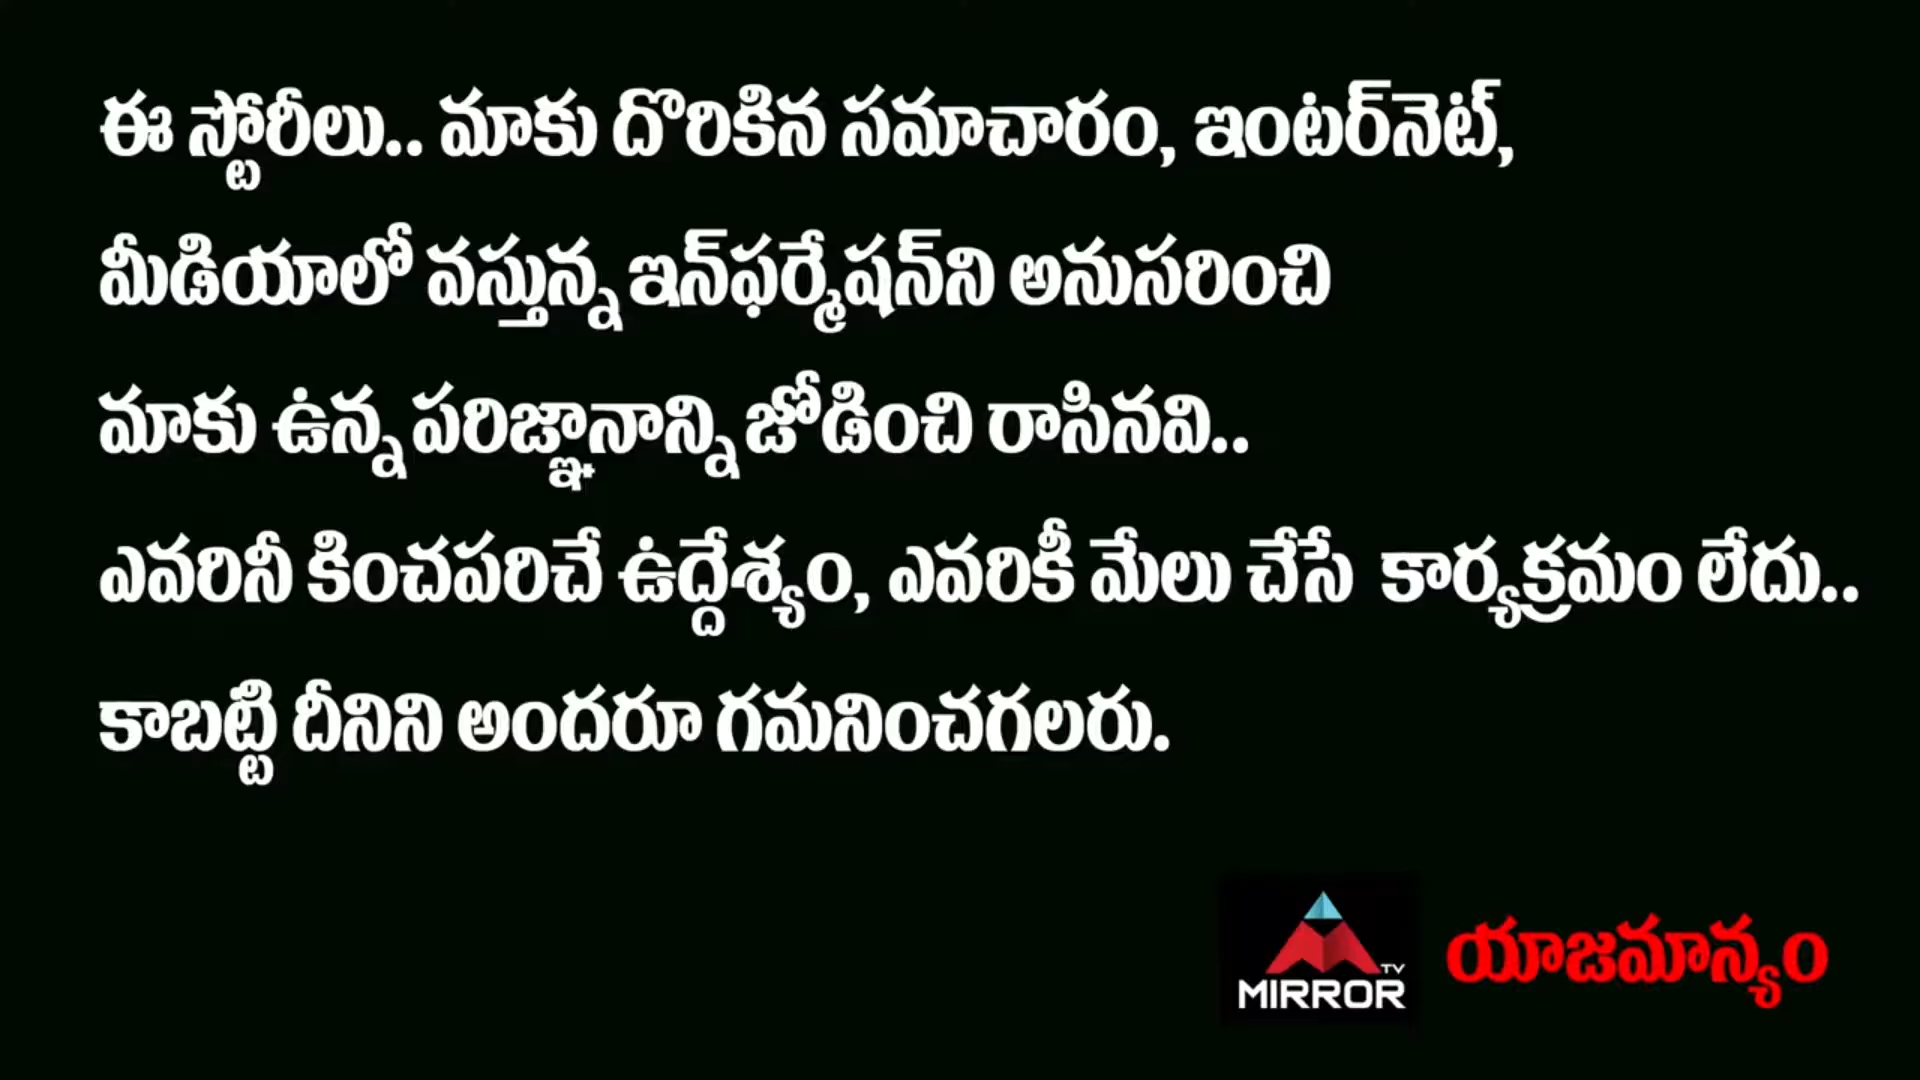 ఈ స్టోరీలు.. మాకు దొరికిన సమాచారం, ఇంటర్‌నెట్,
మీడియాలో వస్తున్న ఇన్‌ఫర్మేషన్‌ని అనుసరించి
మాకు ఉన్న పరిజ్ఞానాన్ని జోడించి రాసినవి..
ఎవరినీ కించపరిచే ఉద్దేశ్యం, ఎవరికీ మేలు చేసే కార్యక్రమం లేదు..
కాబట్టి దీనిని అందరూ గమనించగలరు.
MIRROR TV యాజమాన్యం